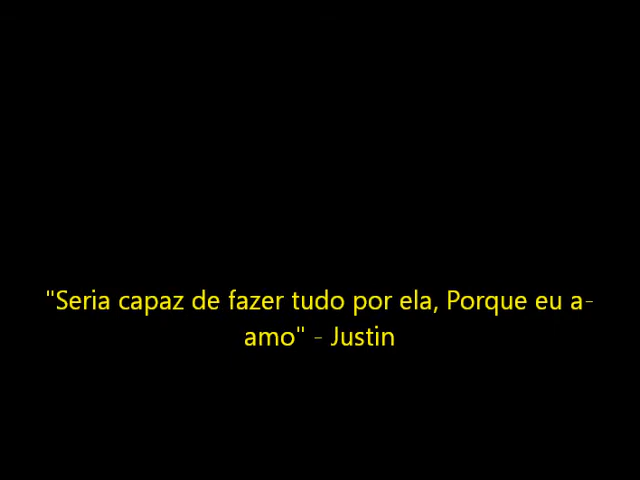 "Seria capaz de fazer tudo por ela, Porque eu a-
amo" - Justin